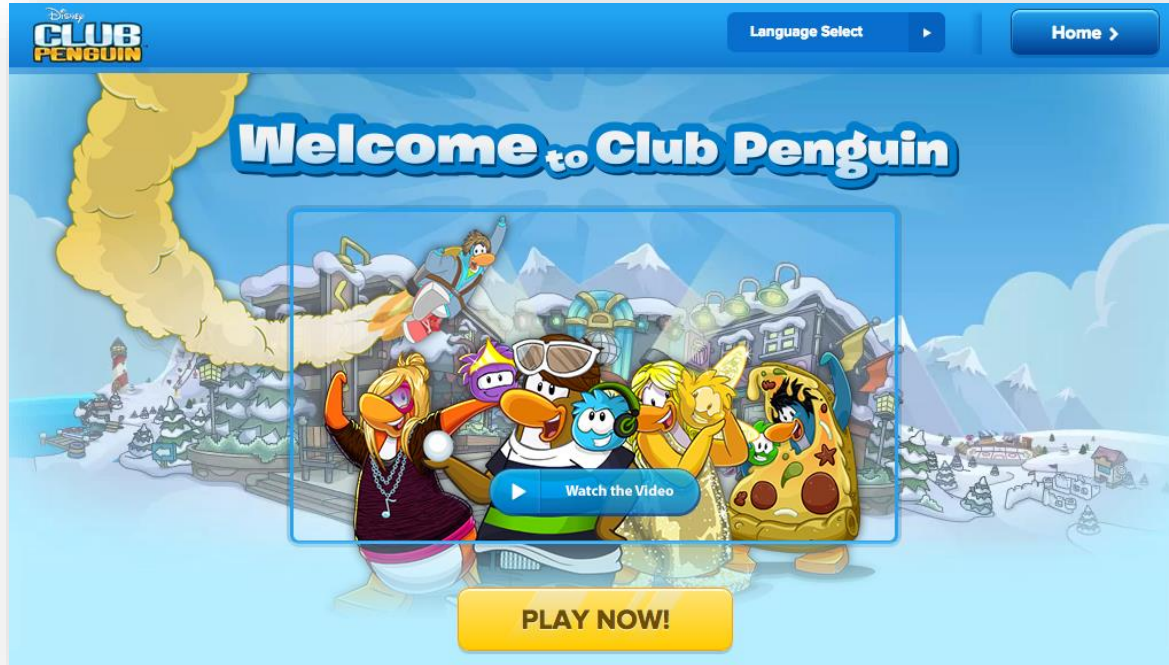 Disney
CLUB
PENGUIN
Language Select
Home >
Welcome to Club Penguin
Watch the Video
PLAY NOW!